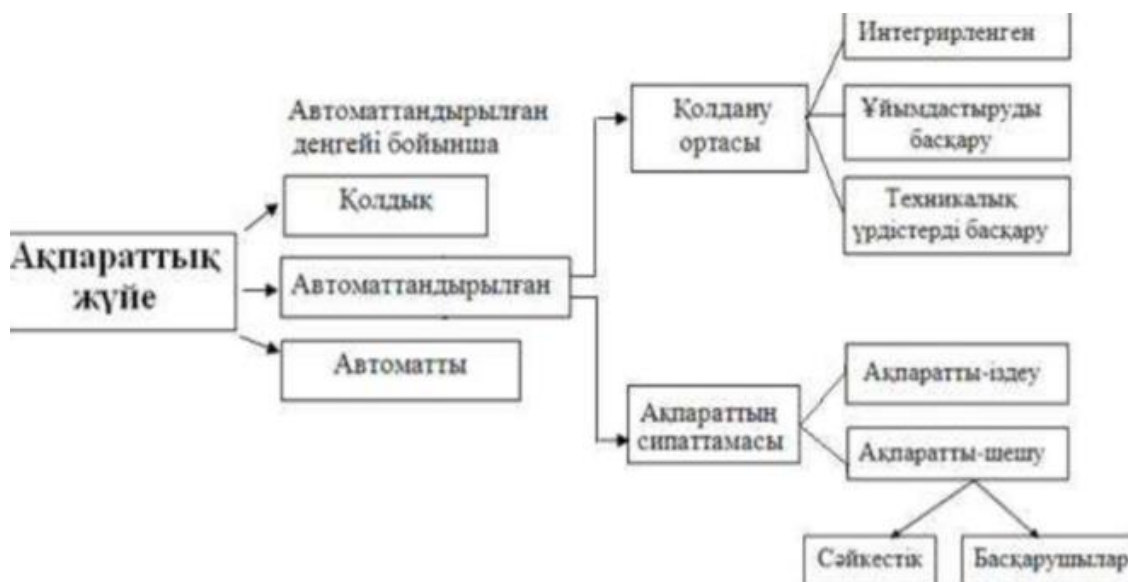 Автоматтандырылған
деңгейі бойынша
Ақпараттық
жүйе
Қолдық
Автоматтандырылған
Автоматты
Қолдану
ортасы
Интегрирленген
Ұйымдастыруды
басқару
Техникалық
үрдістерді басқару
Ақпараттың
сипаттамасы
Ақпаратты-іздеу
Ақпаратты-шешу
Сәйкестік
Басқарушылар